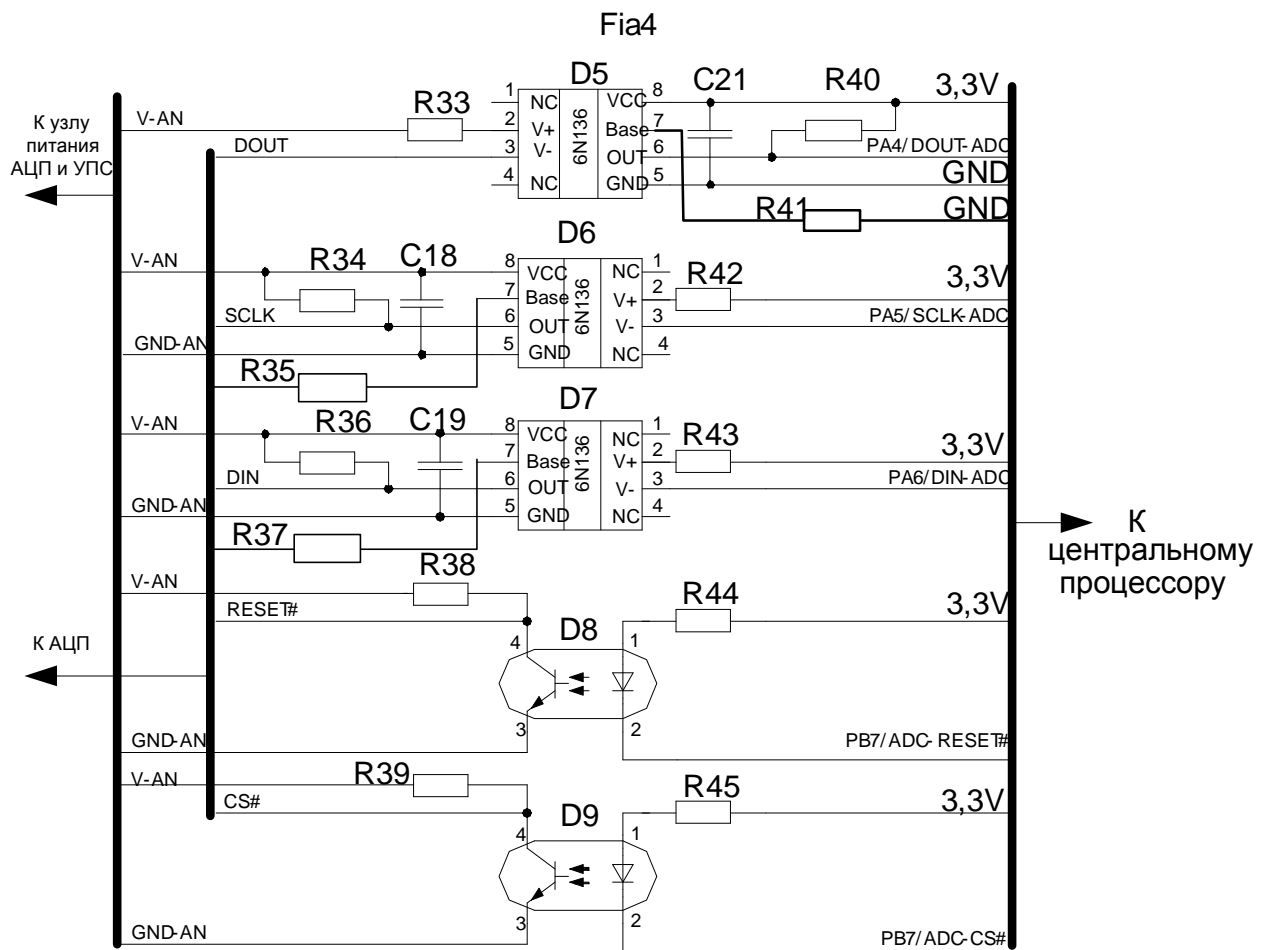 Fia4
К узлу
питания
АЦП и УПС
К АЦП
К
центральному
процессору
D5
1 NC VCC 8
2 V+ Base 7
3 V- OUT 6
4 NC GND 5
6N136
V-AN R33
DOUT
C21 R40 3,3V
PA4/DOUT-ADC
GND
R41 GND
D6
8 VCC NC 1
7 Base V+ 2
6 OUT V- 3
5 GND NC 4
6N136
V-AN R34 C18
SCLK
GND-AN
R35
R42 3,3V
PA5/SCLK-ADC
D7
8 VCC NC 1
7 Base V+ 2
6 OUT V- 3
5 GND NC 4
6N136
V-AN R36 C19
DIN
GND-AN
R37
R43 3,3V
PA6/DIN-ADC
V-AN R38
RESET#
D8
4 1
3 2
GND-AN
R44 3,3V
PB7/ADC-RESET#
V-AN R39
CS#
D9
4 1
3 2
GND-AN
R45 3,3V
PB7/ADC-CS#